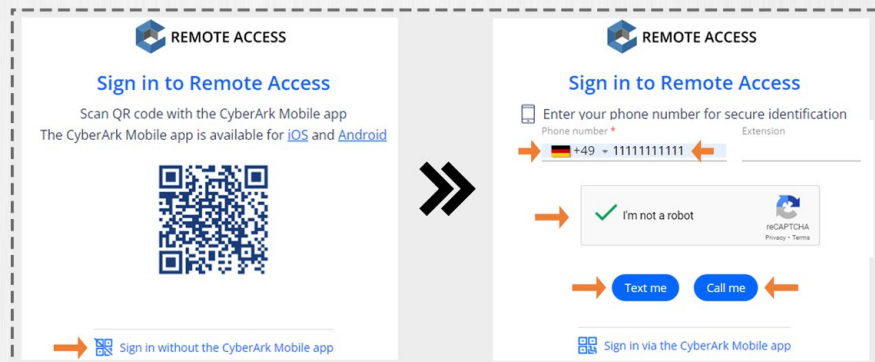 REMOTE ACCESS
Sign in to Remote Access
Scan QR code with the CyberArk Mobile app
The CyberArk Mobile app is available for iOS and Android
Sign in without the CyberArk Mobile app
REMOTE ACCESS
Sign in to Remote Access
Enter your phone number for secure identification
Phone number * Extension
+49 11111111111
I'm not a robot
reCAPTCHA
Privacy - Terms
Text me Call me
Sign in via the CyberArk Mobile app